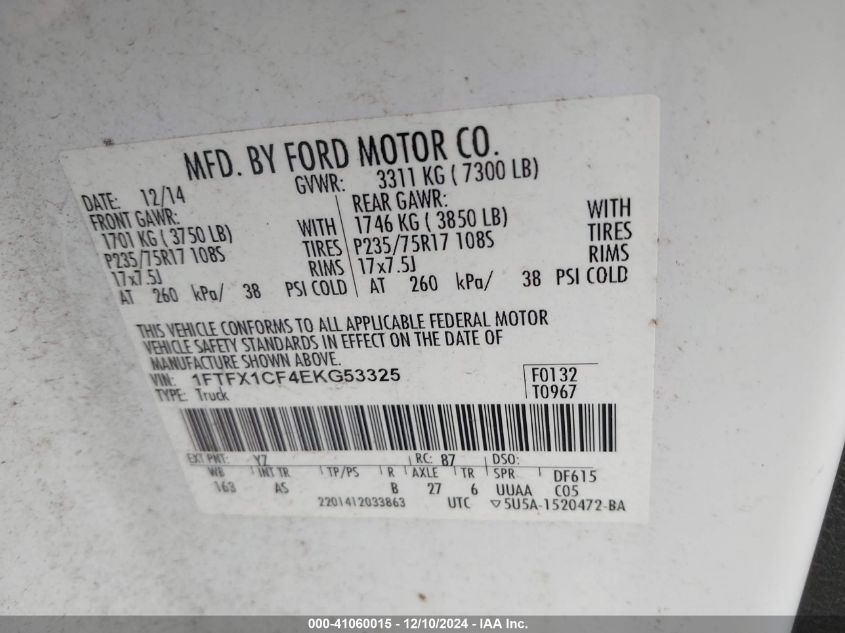 MFD. BY FORD MOTOR CO.
DATE: 12/14 GVWR: 3311 KG ( 7300 LB)
FRONT GAWR: REAR GAWR:
1701 KG ( 3750 LB) WITH 1746 KG ( 3850 LB) WITH
P235/75R17 108S TIRES P235/75R17 108S TIRES
17x7.5J RIMS 17x7.5J RIMS
AT 260 kPa/ 38 PSI COLD AT 260 kPa/ 38 PSI COLD
THIS VEHICLE CONFORMS TO ALL APPLICABLE FEDERAL MOTOR
VEHICLE SAFETY STANDARDS IN EFFECT ON THE DATE OF
MANUFACTURE SHOWN ABOVE.
VIN: 1FTFX1CF4EKG53325 F0132
TYPE: Truck T0967
EXT PNT: YZ RC: 87 DSO:
WB INT TR TP/PS R AXLE TR SPR DF615
163 AS B 27 6 UUAA C05
2201412033863 UTC ▽5U5A-1520472-BA
000-41060015 - 12/10/2024 - IAA Inc.